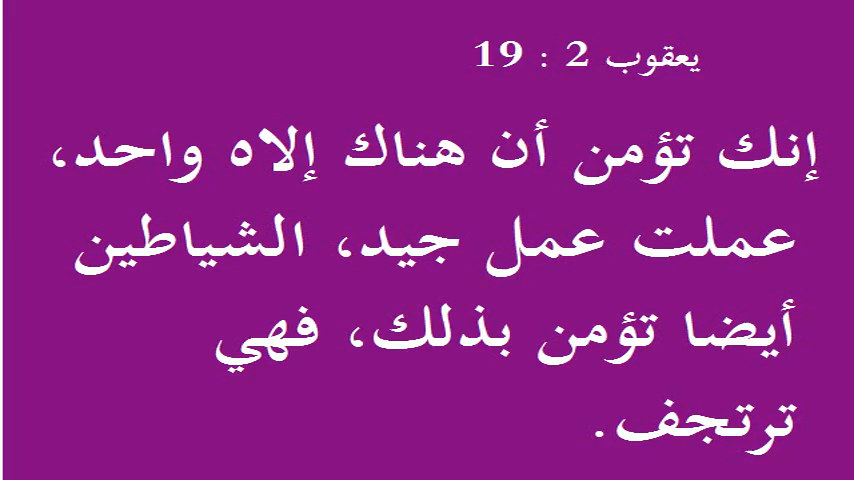 يعقوب 2 : 19
إنك تؤمن أن هناك إلاه واحد،
عملت عمل جيد، الشياطين
أيضا تؤمن بذلك، فهي
ترتجف.